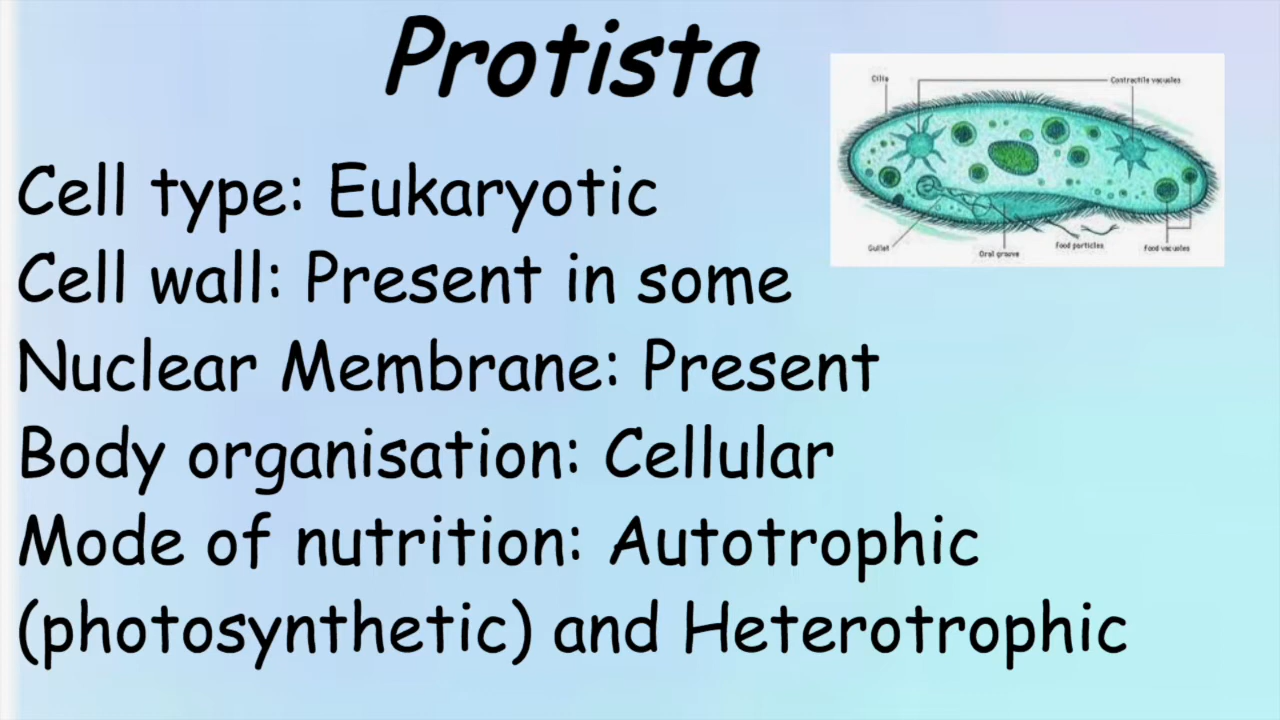 Protista
Cilia
Contractile vacuoles
Gullet
Oral groove
Food particles
Food vacuoles
Cell type: Eukaryotic
Cell wall: Present in some
Nuclear Membrane: Present
Body organisation: Cellular
Mode of nutrition: Autotrophic
(photosynthetic) and Heterotrophic